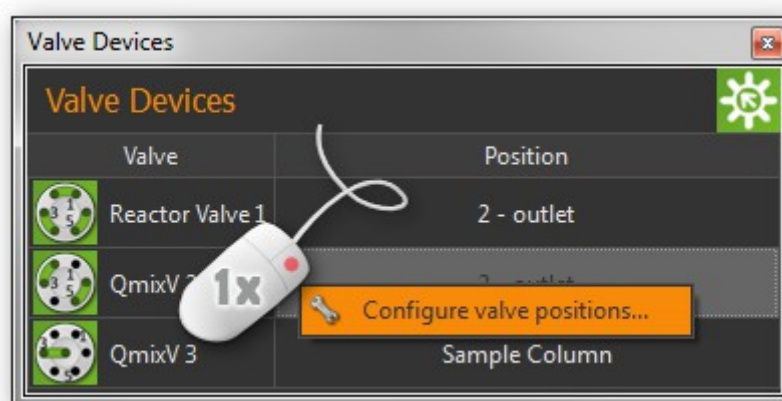 Valve Devices
Valve Devices
Valve Position
Reactor Valve 1 2 - outlet
QmixV
1x
Configure valve positions...
QmixV 3 Sample Column